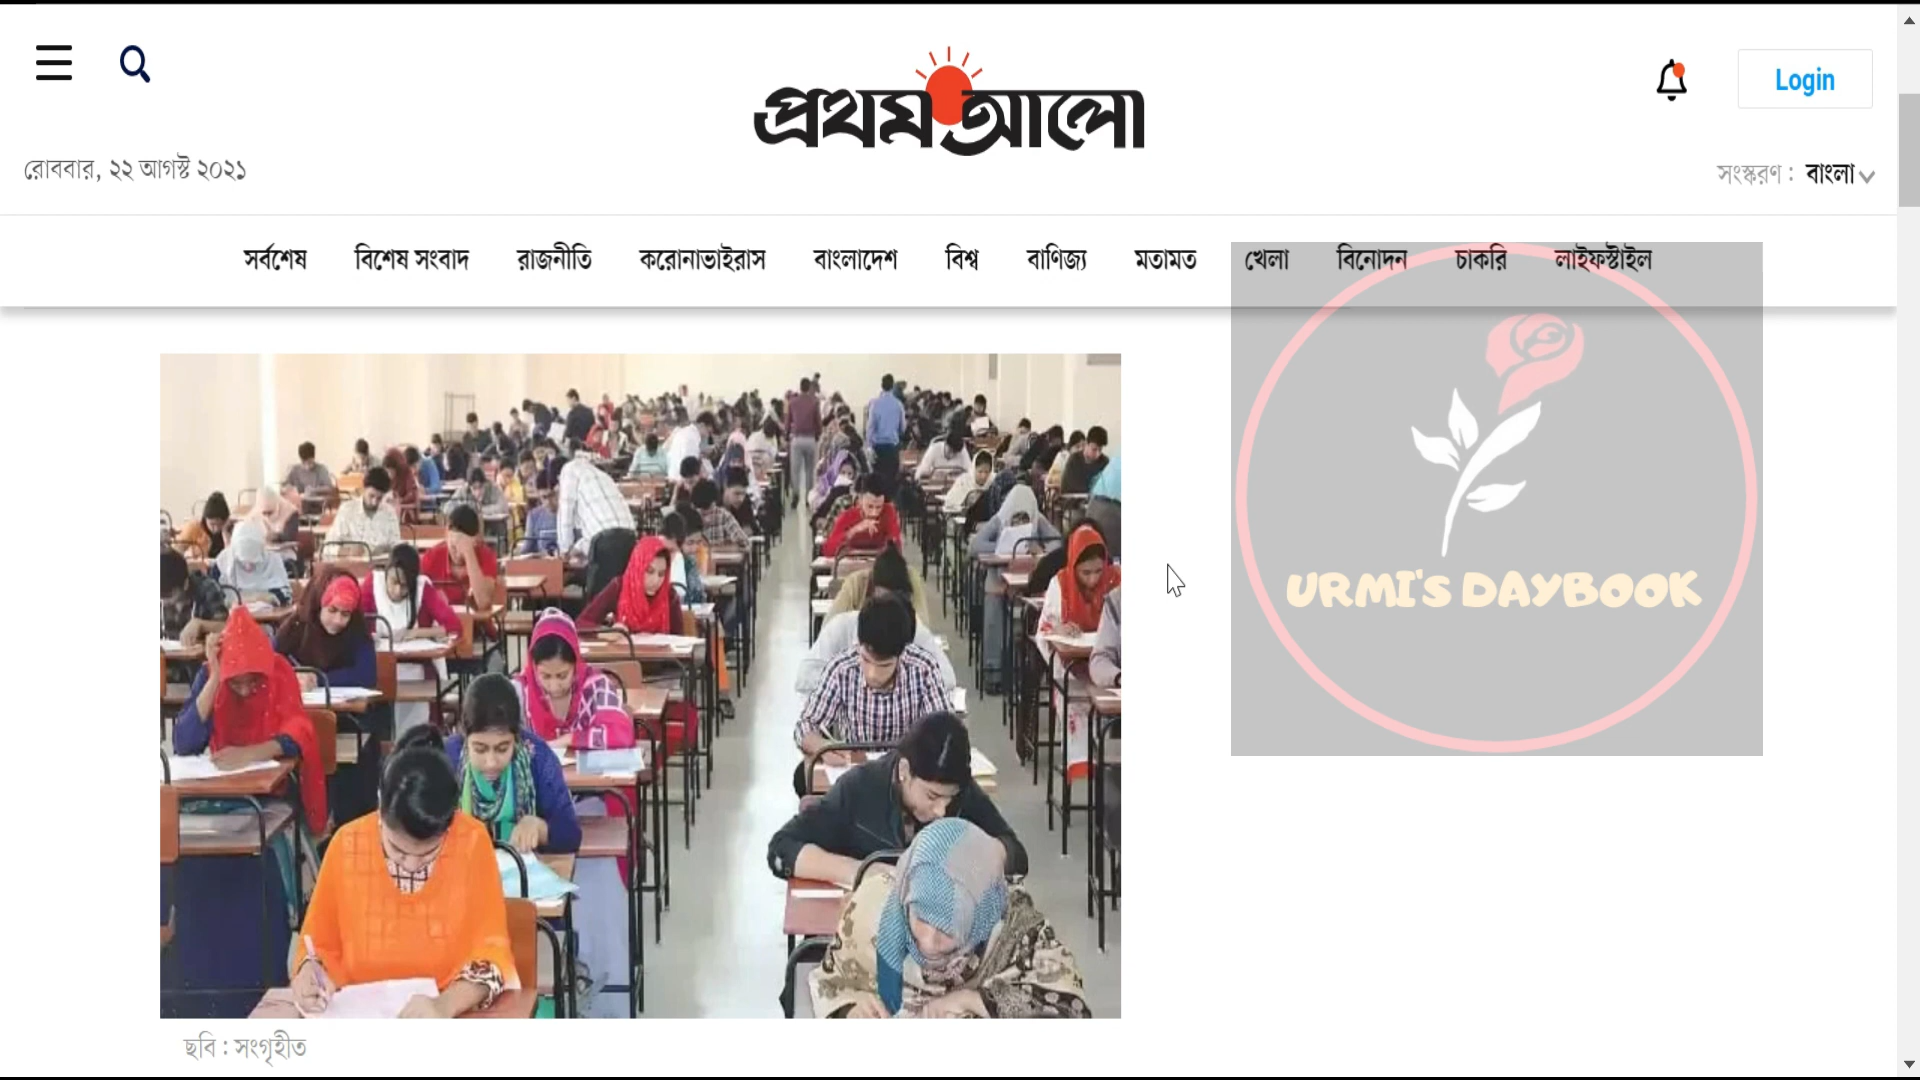 প্রথম আলো
Login
রোববার, ২২ আগস্ট ২০২১
সংস্করণ : বাংলা
সর্বশেষ বিশেষ সংবাদ রাজনীতি করোনাভাইরাস বাংলাদেশ বিশ্ব বাণিজ্য মতামত খেলা বিনোদন চাকরি লাইফস্টাইল
URMI'S DAYBOOK
ছবি : সংগৃহীত